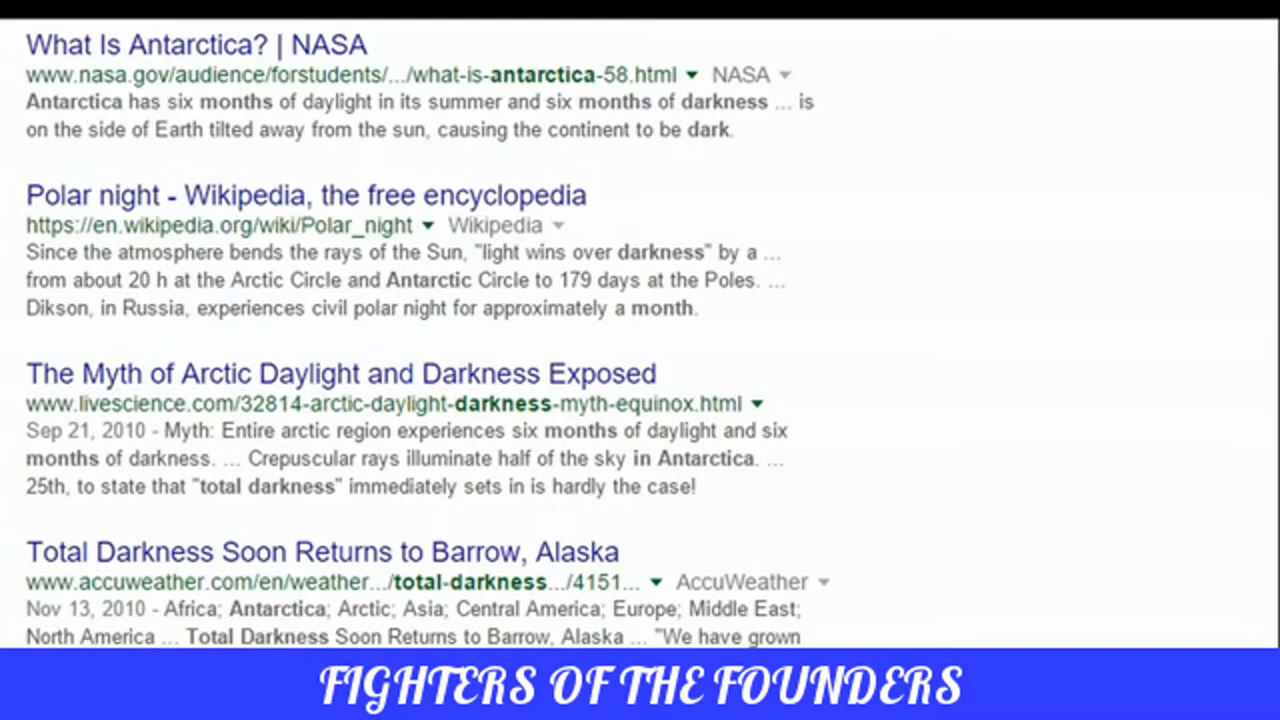 What Is Antarctica? | NASA
www.nasa.gov/audience/forstudents/.../what-is-antarctica-58.html NASA
Antarctica has six months of daylight in its summer and six months of darkness ... is
on the side of Earth tilted away from the sun, causing the continent to be dark.
Polar night - Wikipedia, the free encyclopedia
https://en.wikipedia.org/wiki/Polar_night Wikipedia
Since the atmosphere bends the rays of the Sun, "light wins over darkness" by a ...
from about 20 h at the Arctic Circle and Antarctic Circle to 179 days at the Poles. ...
Dikson, in Russia, experiences civil polar night for approximately a month.
The Myth of Arctic Daylight and Darkness Exposed
www.livescience.com/32814-arctic-daylight-darkness-myth-equinox.html
Sep 21, 2010 - Myth: Entire arctic region experiences six months of daylight and six
months of darkness. ... Crepuscular rays illuminate half of the sky in Antarctica. ...
25th, to state that "total darkness" immediately sets in is hardly the case!
Total Darkness Soon Returns to Barrow, Alaska
www.accuweather.com/en/weather.../total-darkness.../4151... AccuWeather
Nov 13, 2010 - Africa; Antarctica; Arctic; Asia; Central America; Europe; Middle East;
North America ... Total Darkness Soon Returns to Barrow, Alaska ... "We have grown
FIGHTERS OF THE FOUNDERS